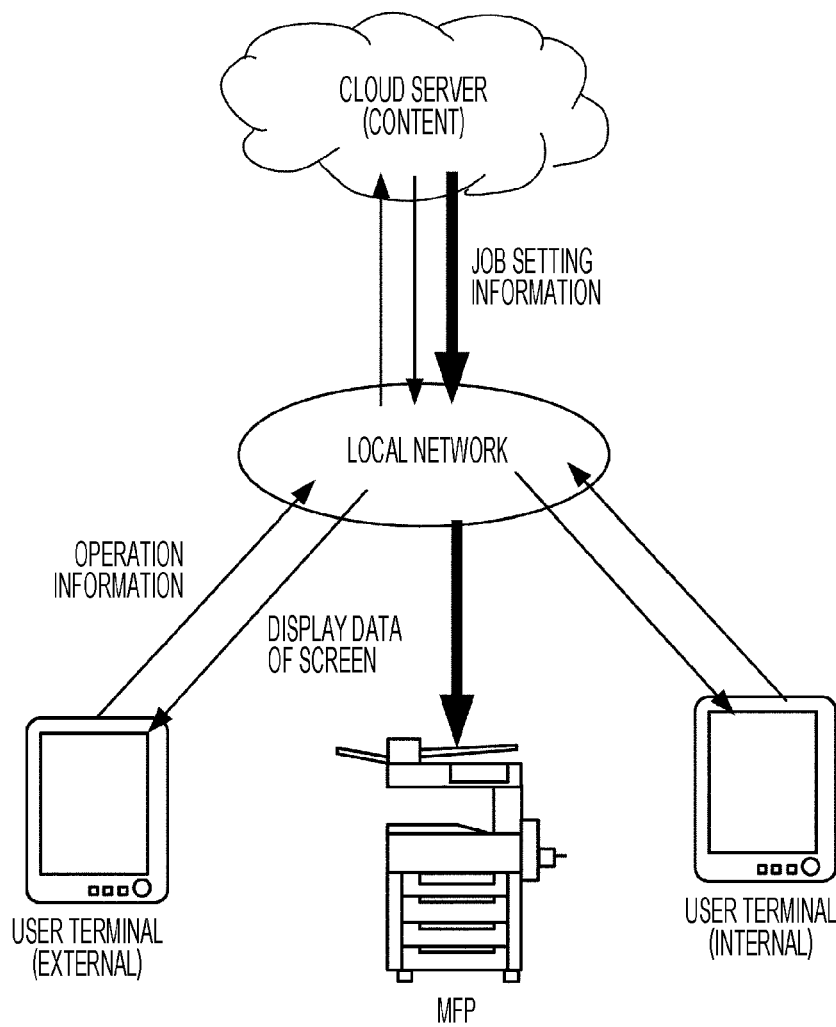 CLOUD SERVER
(CONTENT)
JOB SETTING
INFORMATION
LOCAL NETWORK
OPERATION
INFORMATION
DISPLAY DATA
OF SCREEN
USER TERMINAL
(EXTERNAL)
MFP
USER TERMINAL
(INTERNAL)